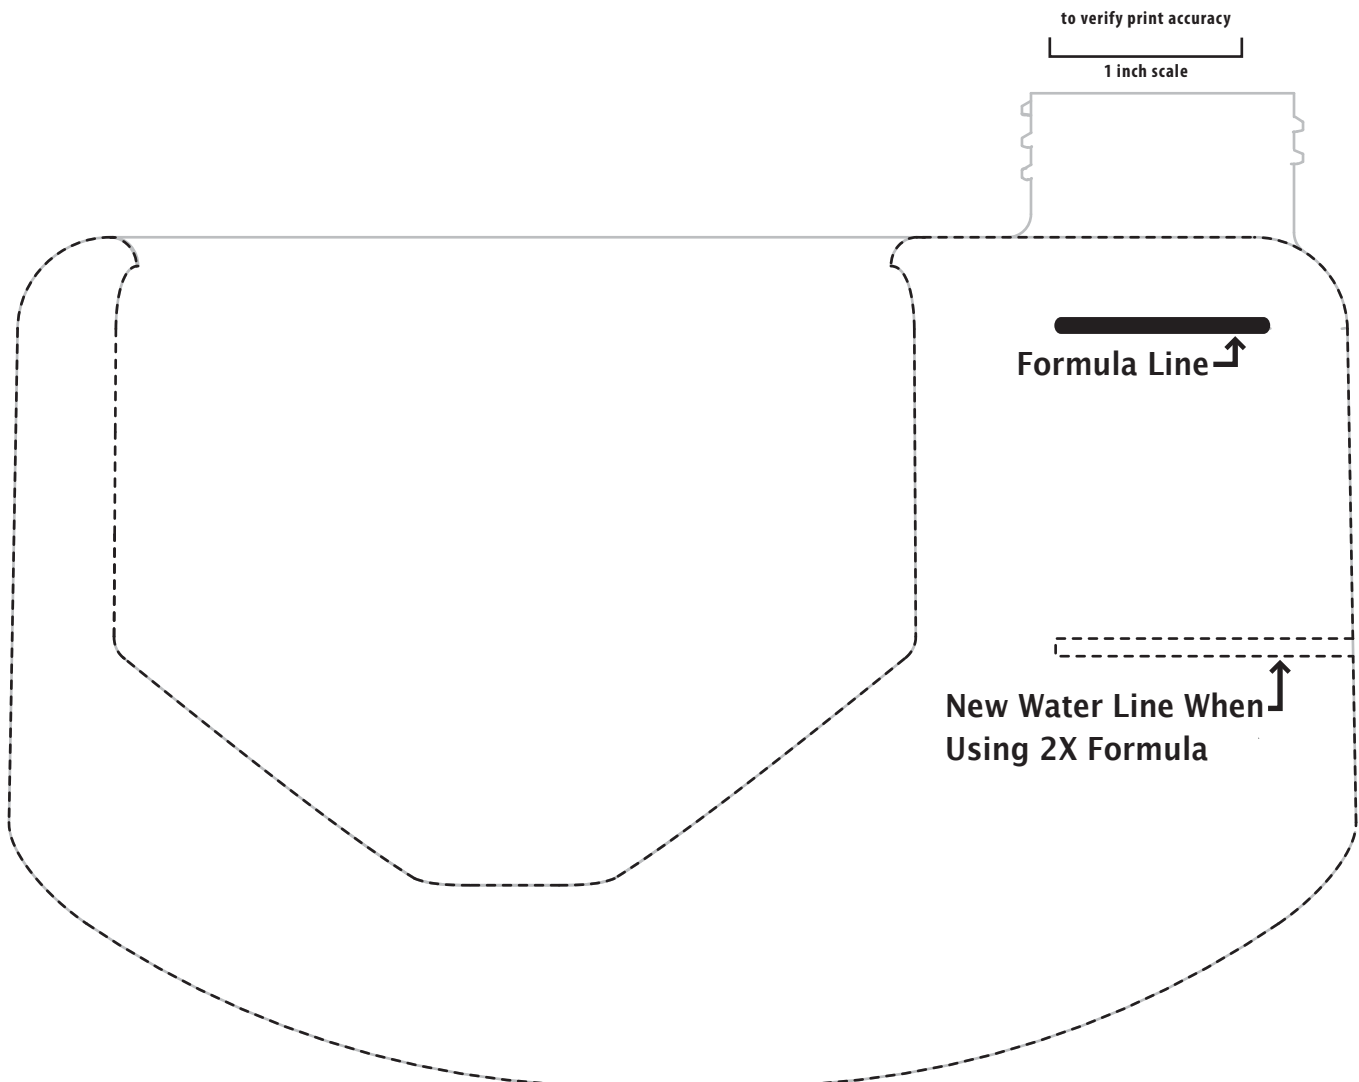 to verify print accuracy
1 inch scale
Formula Line
New Water Line When
Using 2X Formula